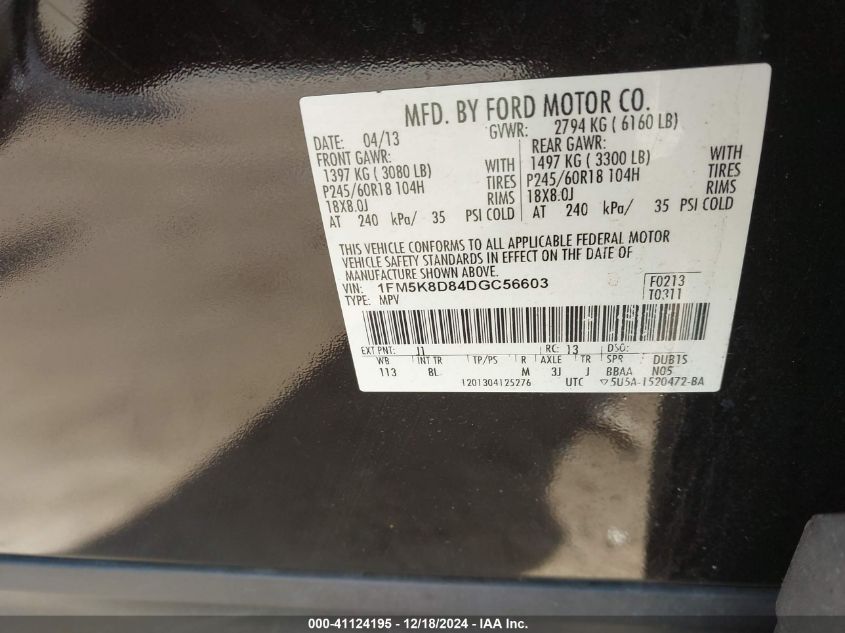 MFD. BY FORD MOTOR CO.
DATE: 04/13 GVWR: 2794 KG ( 6160 LB)
FRONT GAWR: REAR GAWR:
1397 KG ( 3080 LB) WITH 1497 KG ( 3300 LB) WITH
P245/60R18 104H TIRES P245/60R18 104H TIRES
18X8.0J RIMS 18X8.0J RIMS
AT 240 kPa/ 35 PSI COLD AT 240 kPa/ 35 PSI COLD
THIS VEHICLE CONFORMS TO ALL APPLICABLE FEDERAL MOTOR
VEHICLE SAFETY STANDARDS IN EFFECT ON THE DATE OF
MANUFACTURE SHOWN ABOVE.
VIN: 1FM5K8D84DGC56603 F0213
TYPE: MPV T0311
EXT PNT: J1 RC: 13 DSO:
WB INT TR TP/PS R AXLE TR SPR DUB1S
113 BL M 3J J BBAA N05
1201304125276 UTC ▽5U5A-1520472-BA
000-41124195 - 12/18/2024 - IAA Inc.